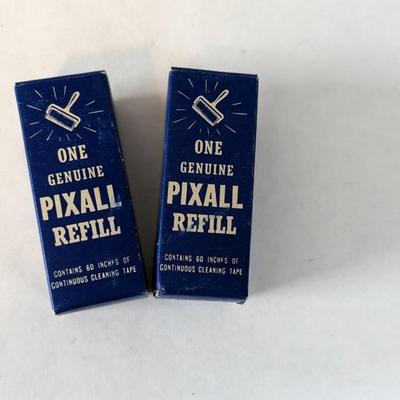 ONE
GENUINE
PIXALL
REFILL
CONTAINS 60 INCHES OF
CONTINUOUS CLEANING TAPE
ONE
GENUINE
PIXALL
REFILL
CONTAINS 60 INCHES OF
CONTINUOUS CLEANING TAPE